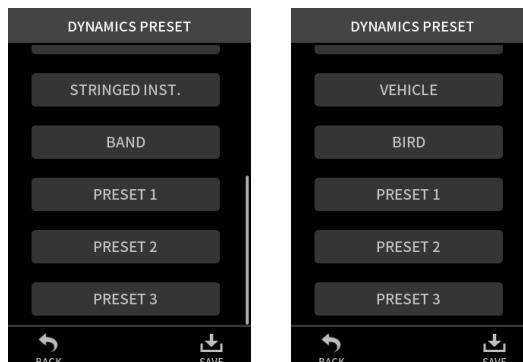 DYNAMICS PRESET
STRINGED INST.
BAND
PRESET 1
PRESET 2
PRESET 3
BACK
SAVE
DYNAMICS PRESET
VEHICLE
BIRD
PRESET 1
PRESET 2
PRESET 3
BACK
SAVE